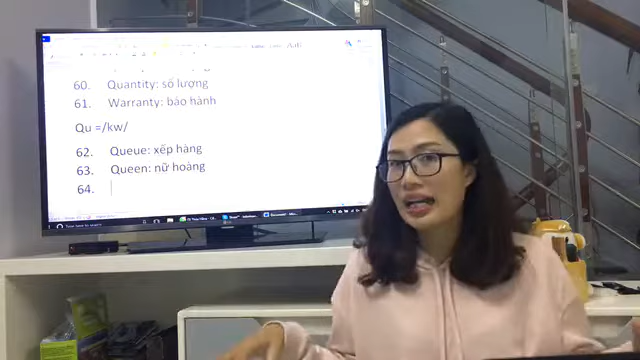 60. Quantity: số lượng
61. Warranty: bảo hành
Qu =/kw/
62. Queue: xếp hàng
63. Queen: nữ hoàng
64.